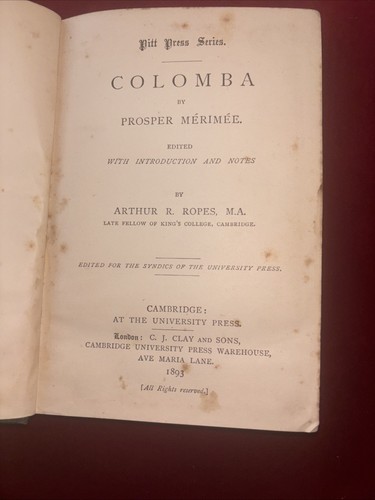 Pitt Press Series.
COLOMBA
BY
PROSPER MÉRIMÉE.
EDITED
WITH INTRODUCTION AND NOTES
BY
ARTHUR R. ROPES, M.A.
LATE FELLOW OF KING'S COLLEGE, CAMBRIDGE.
EDITED FOR THE SYNDICS OF THE UNIVERSITY PRESS.
CAMBRIDGE:
AT THE UNIVERSITY PRESS.
London: C. J. CLAY AND SONS,
CAMBRIDGE UNIVERSITY PRESS WAREHOUSE,
AVE MARIA LANE.
1893
[All Rights reserved.]